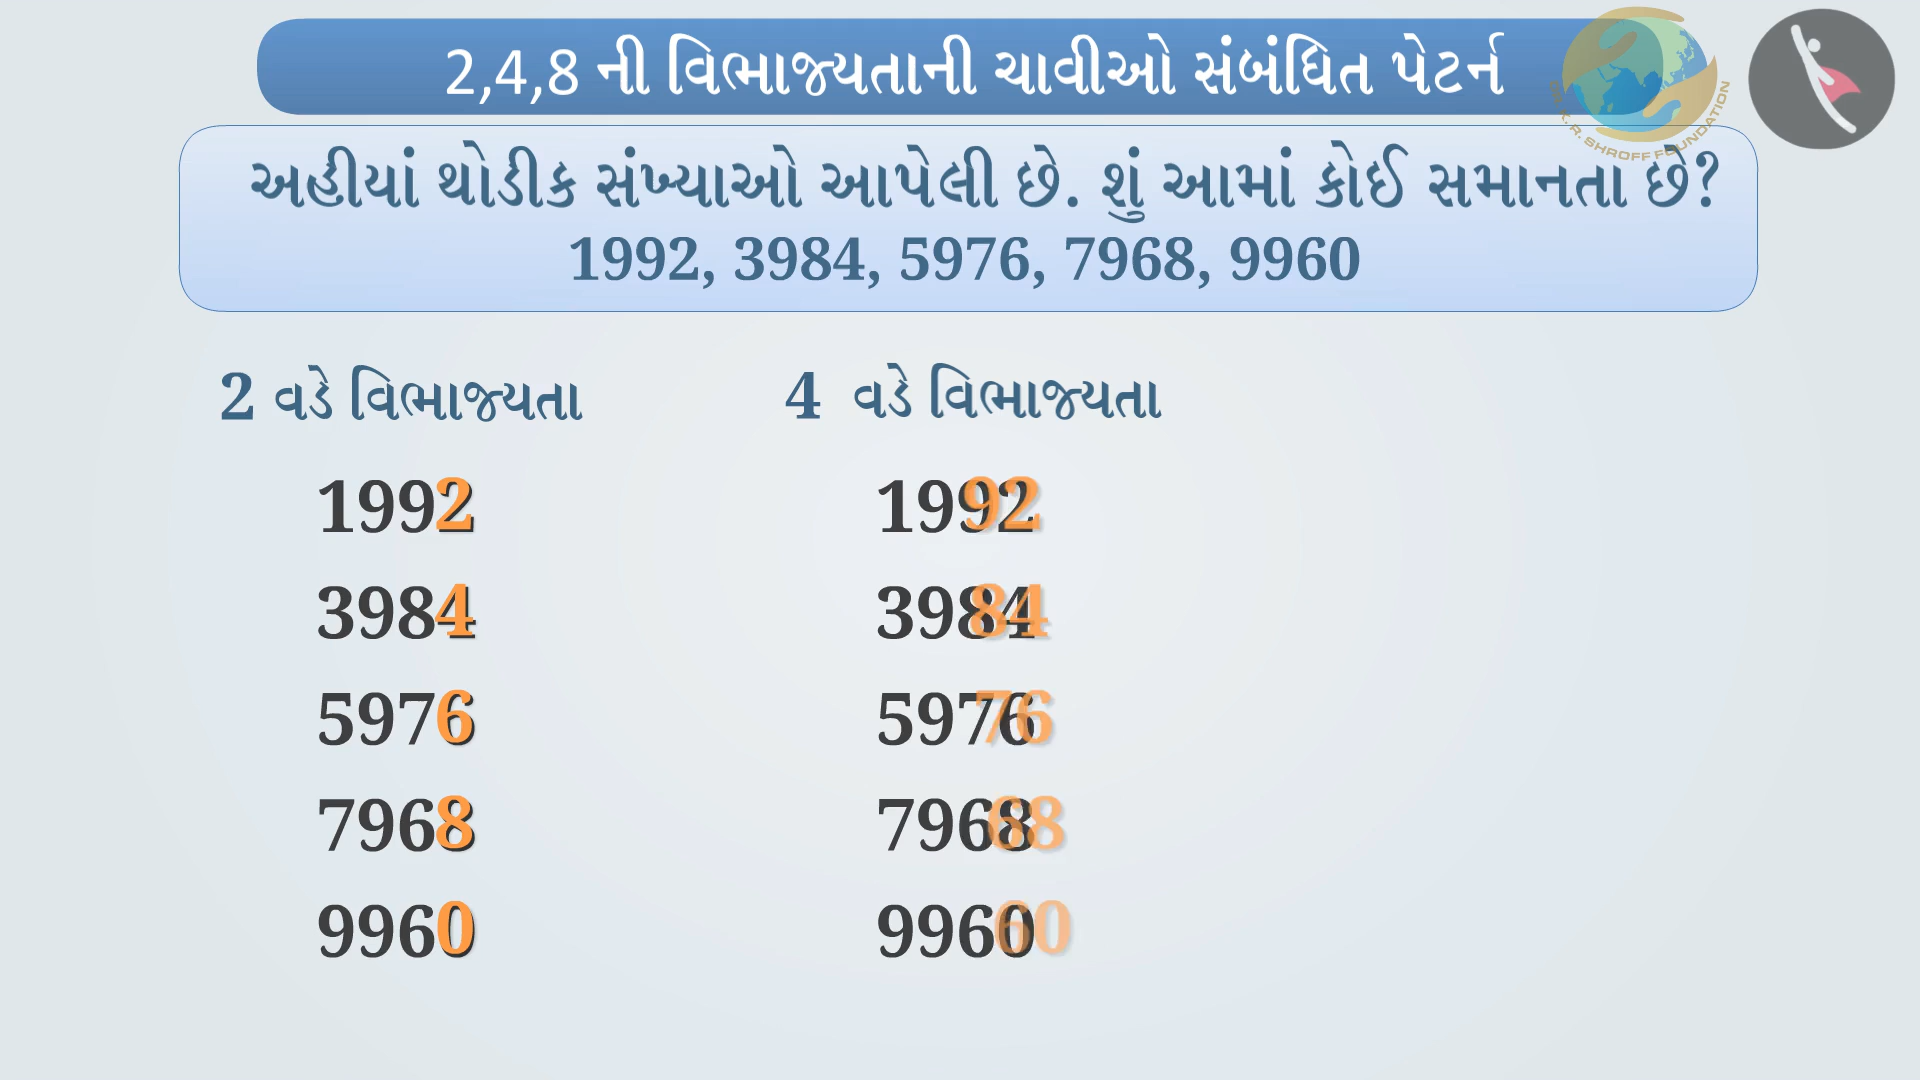 2,4,8 ની વિભાજ્યતાની ચાવીઓ સંબંધિત પેટર્ન
અહીયાં થોડીક સંખ્યાઓ આપેલી છે. શું આમાં કોઈ સમાનતા છે?
1992, 3984, 5976, 7968, 9960
2 વડે વિભાજ્યતા
1992
3984
5976
7968
9960
4 વડે વિભાજ્યતા
1992
3984
5976
7968
9960